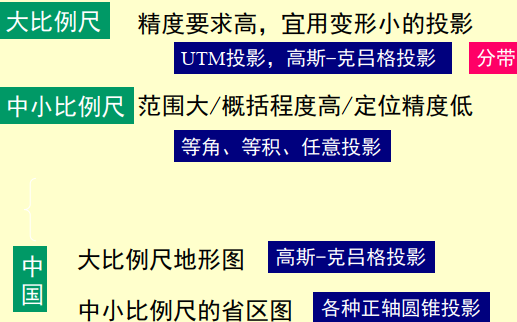 大比例尺 精度要求高，宜用变形小的投影
UTM投影，高斯-克吕格投影 分带
中小比例尺 范围大/概括程度高/定位精度低
等角、等积、任意投影
中国
大比例尺地形图 高斯-克吕格投影
中小比例尺的省区图 各种正轴圆锥投影